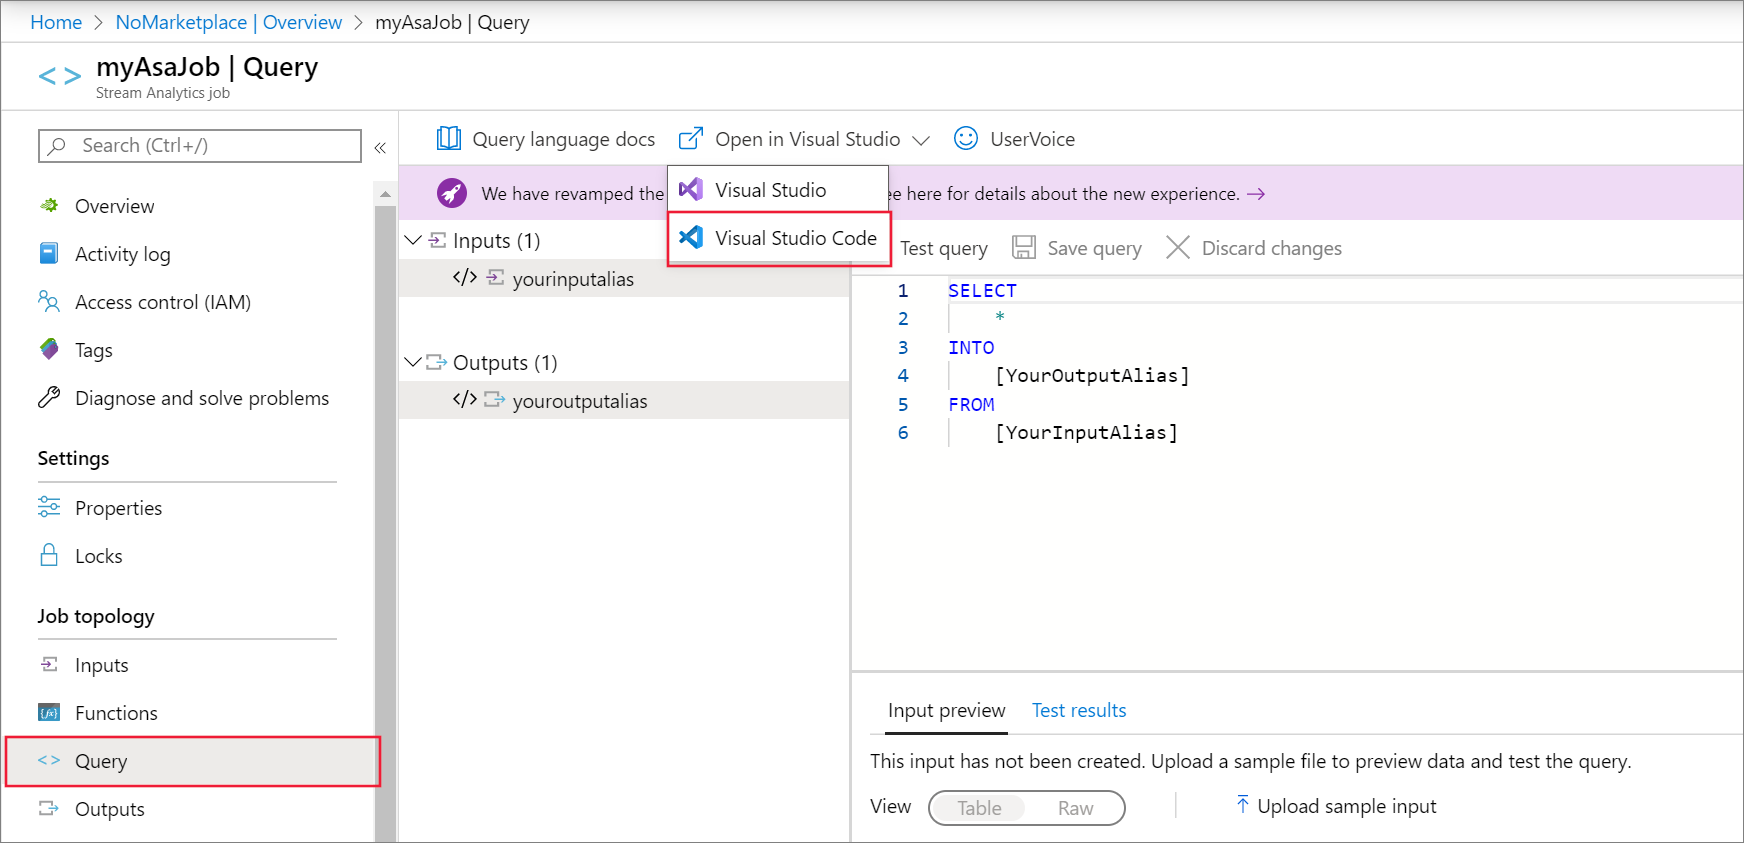 Home > NoMarketplace | Overview > myAsaJob | Query
<> myAsaJob | Query
Stream Analytics job
Search (Ctrl+/)
«
Overview
Activity log
Access control (IAM)
Tags
Diagnose and solve problems
Settings
Properties
Locks
Job topology
Inputs
Functions
<> Query
Outputs
Query language docs
Open in Visual Studio
UserVoice
Visual Studio
Visual Studio Code
We have revamped the
here for details about the new experience. →
Inputs (1)
</> yourinputalias
Outputs (1)
</> youroutputalias
Test query
Save query
Discard changes
1 SELECT
2 *
3 INTO
4 [YourOutputAlias]
5 FROM
6 [YourInputAlias]
Input preview
Test results
This input has not been created. Upload a sample file to preview data and test the query.
View
Table
Raw
Upload sample input